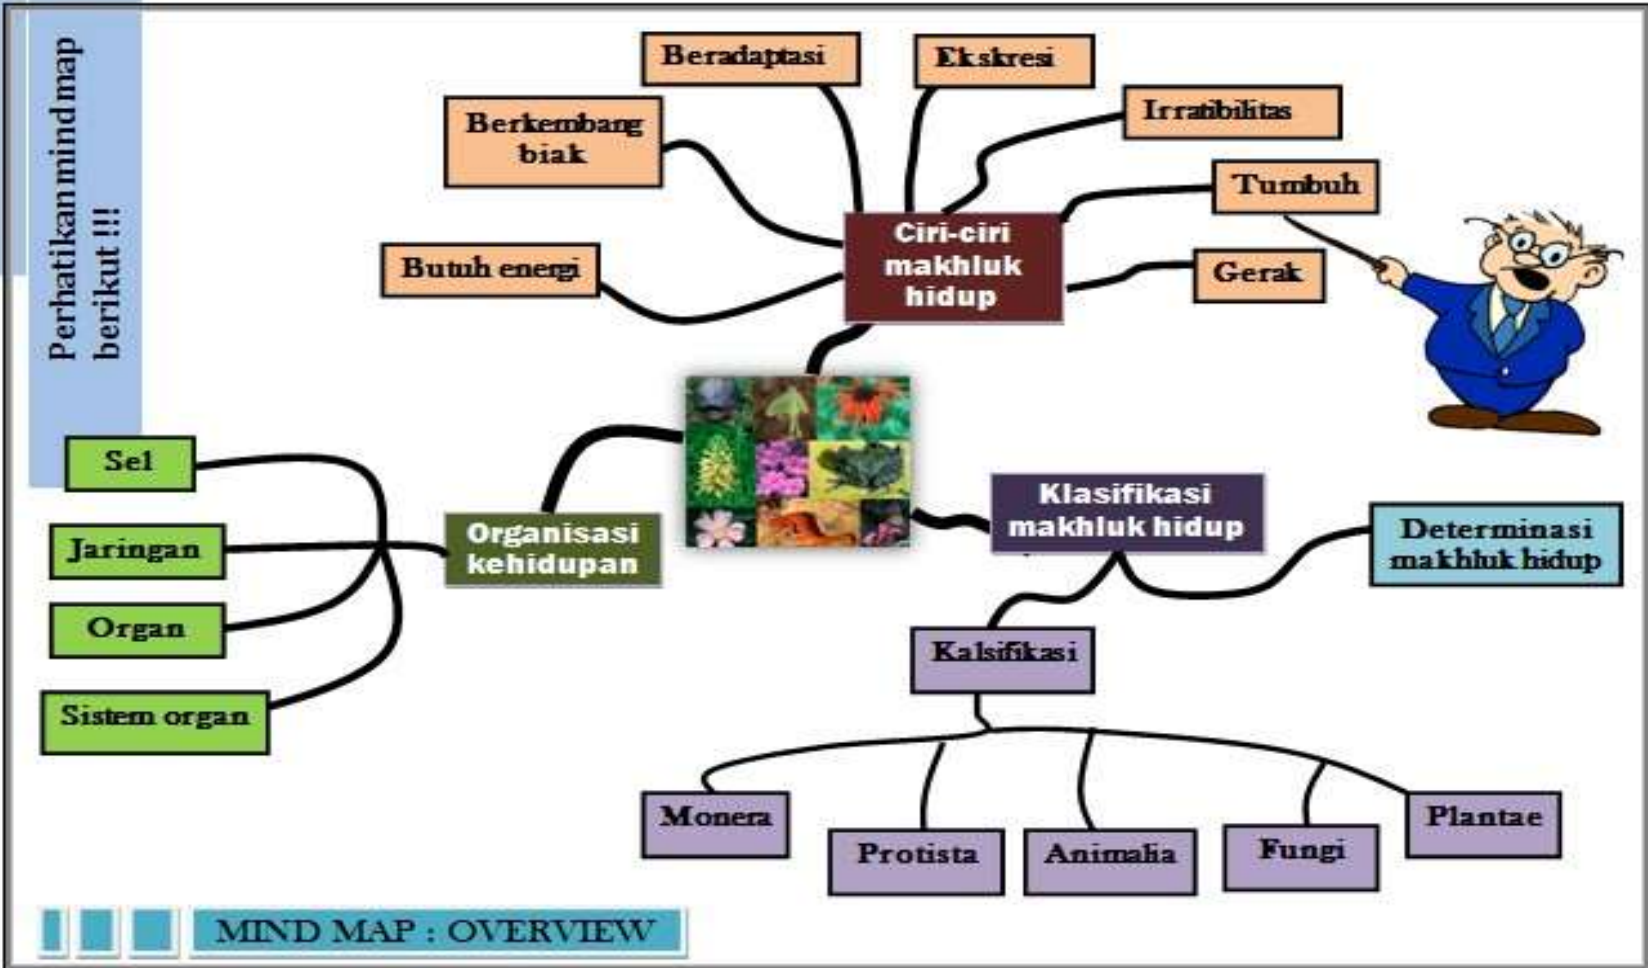 Perhatikan mind map
berikut !!!
Beradaptasi
Ekskresi
Berkembang
biak
Irratibilitas
Tumbuh
Butuh energi
Ciri-ciri
makhluk
hidup
Gerak
Sel
Jaringan
Organ
Sistem organ
Organisasi
kehidupan
Klasifikasi
makhluk hidup
Determinasi
makhluk hidup
Kalsifikasi
Monera
Protista
Animalia
Fungi
Plantae
MIND MAP : OVERVIEW